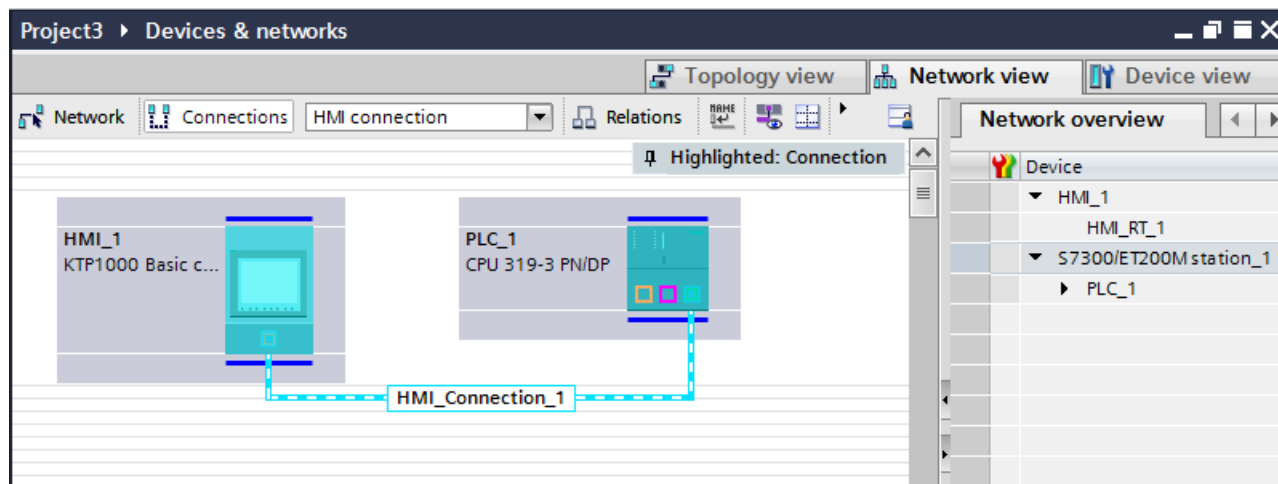 Project3 ▸ Devices & networks
Topology view Network view Device view
Network Connections HMI connection Relations NAME Network overview
Highlighted: Connection
Device
HMI_1
HMI_RT_1
S7300/ET200M station_1
PLC_1
HMI_1
KTP1000 Basic c...
PLC_1
CPU 319-3 PN/DP
HMI_Connection_1